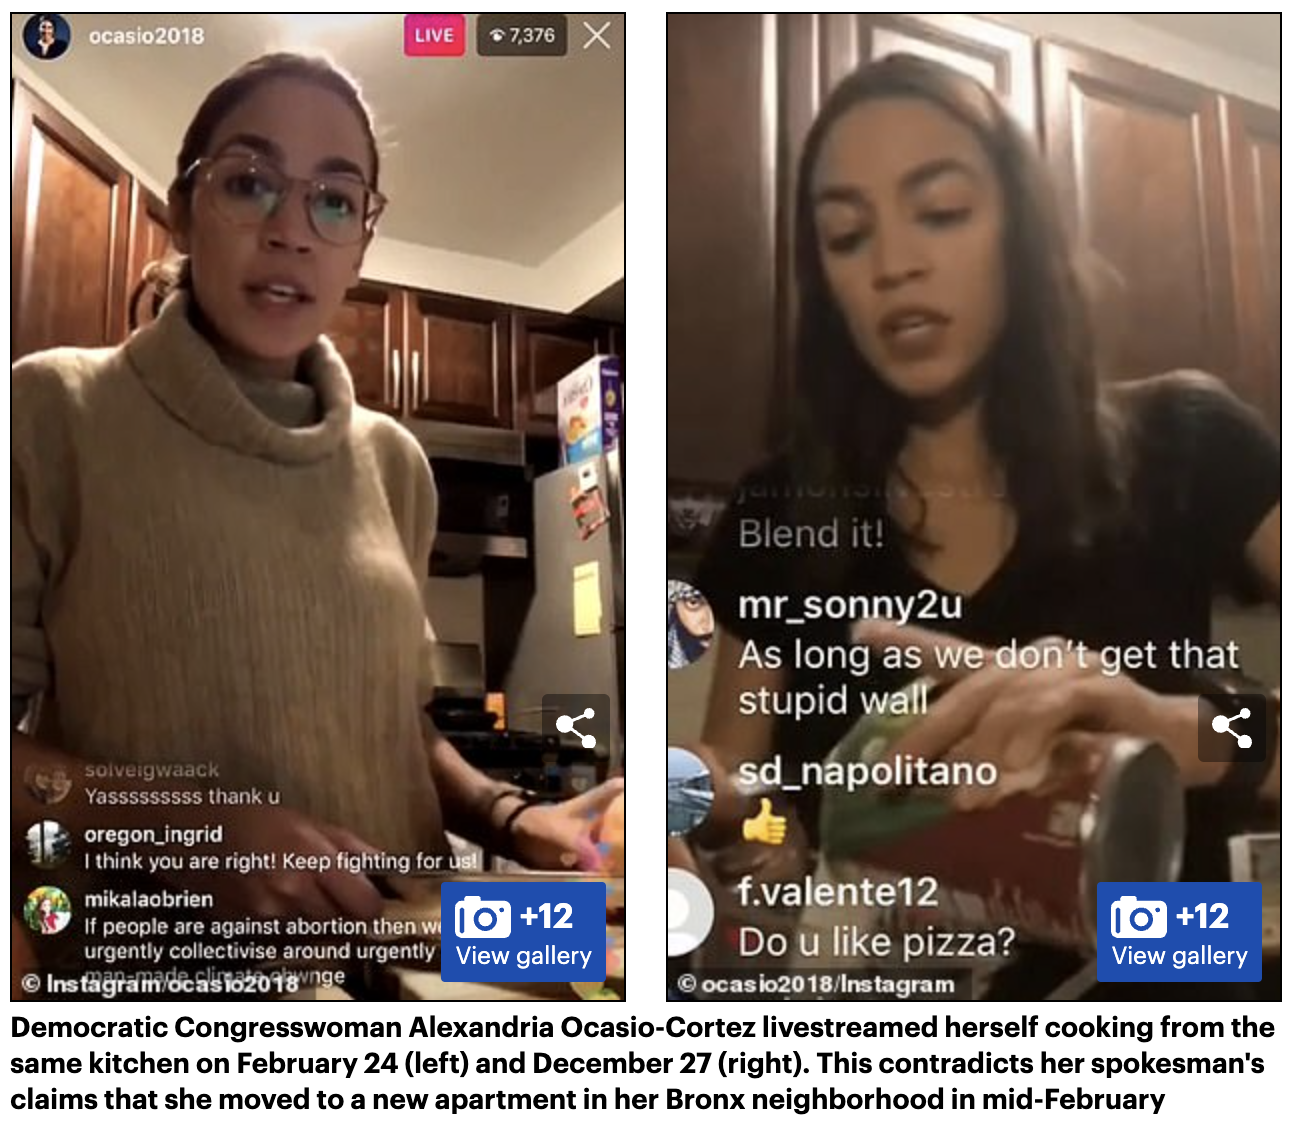 ocasio2018
LIVE
7,376
solveigwaack
Yasssssssss thank u
oregon_ingrid
I think you are right! Keep fighting for us!
mikalaobrien
If people are against abortion then we
urgently collectivise around urgently
man-made climate chwnge
© Instagram/ocasio2018
+12
View gallery
Blend it!
mr_sonny2u
As long as we don't get that
stupid wall
sd_napolitano
👍
f.valente12
Do u like pizza?
© ocasio2018/Instagram
+12
View gallery
Democratic Congresswoman Alexandria Ocasio-Cortez livestreamed herself cooking from the
same kitchen on February 24 (left) and December 27 (right). This contradicts her spokesman's
claims that she moved to a new apartment in her Bronx neighborhood in mid-February